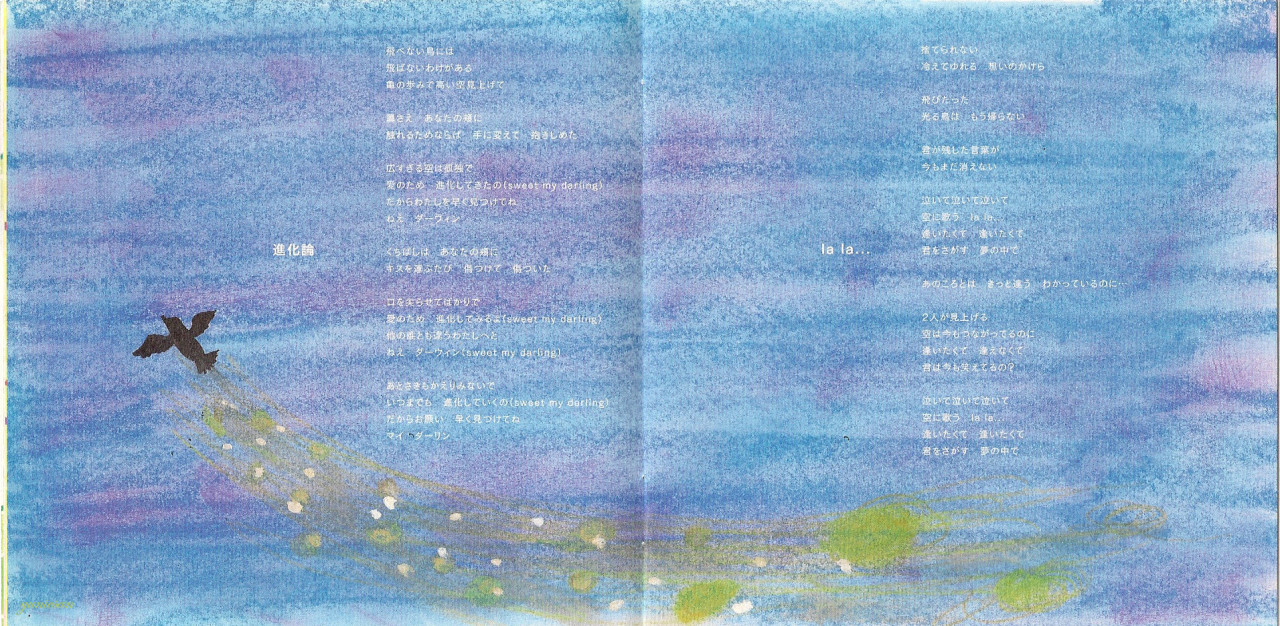 進化論
飛べない鳥には
飛ばないわけがある
亀の歩みで高い空見上げて
翼さえ　あなたの頬に
触れるためならば　手に変えて　抱きしめた
広すぎる空は孤独で
愛のため　進化してきたの(sweet my darling)
だからわたしを早く見つけてね
ねえ　ダーウィン
くちばしは　あなたの頬に
キスを運ぶたび　傷つけて　傷ついた
口を尖らせてばかりで
愛のため　進化してみるよ(sweet my darling)
他の誰とも違うわたしへと
ねえ　ダーウィン(sweet my darling)
あとさきもかえりみないで
いつまでも　進化していくの(sweet my darling)
だからお願い　早く見つけてね
マイ　ダーリン
la la...
捨てられない
冷えてゆれる　想いのかけら
飛びたった
光る鳥は　もう帰らない
君が残した言葉が
今もまだ消えない
泣いて泣いて泣いて
空に歌う　la la...
逢いたくて　逢いたくて
君をさがす　夢の中で
あのころとは　きっと違う　わかっているのに…
2人が見上げる
空は今もつながってるのに
逢いたくて　逢えなくて
君は今も笑えてるの？
泣いて泣いて泣いて
空に歌う　la la...
逢いたくて　逢いたくて
君をさがす　夢の中で